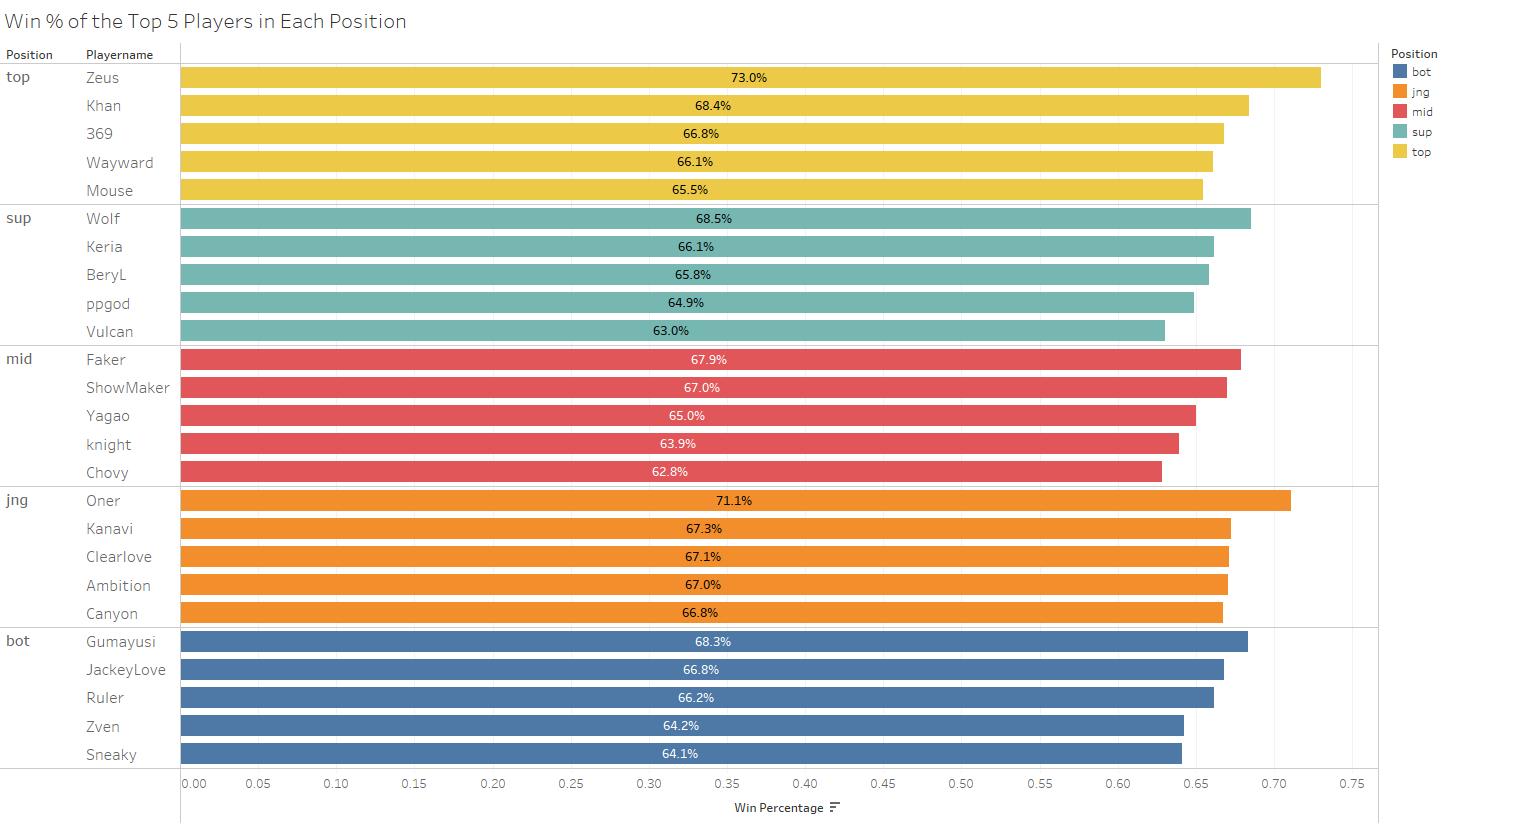 Win % of the Top 5 Players in Each Position
Position Playername
top Zeus 73.0%
Khan 68.4%
369 66.8%
Wayward 66.1%
Mouse 65.5%
sup Wolf 68.5%
Keria 66.1%
BeryL 65.8%
ppgod 64.9%
Vulcan 63.0%
mid Faker 67.9%
ShowMaker 67.0%
Yagao 65.0%
knight 63.9%
Chovy 62.8%
jng Oner 71.1%
Kanavi 67.3%
Clearlove 67.1%
Ambition 67.0%
Canyon 66.8%
bot Gumayusi 68.3%
JackeyLove 66.8%
Ruler 66.2%
Zven 64.2%
Sneaky 64.1%
0.00 0.05 0.10 0.15 0.20 0.25 0.30 0.35 0.40 0.45 0.50 0.55 0.60 0.65 0.70 0.75
Win Percentage
Position
bot
jng
mid
sup
top